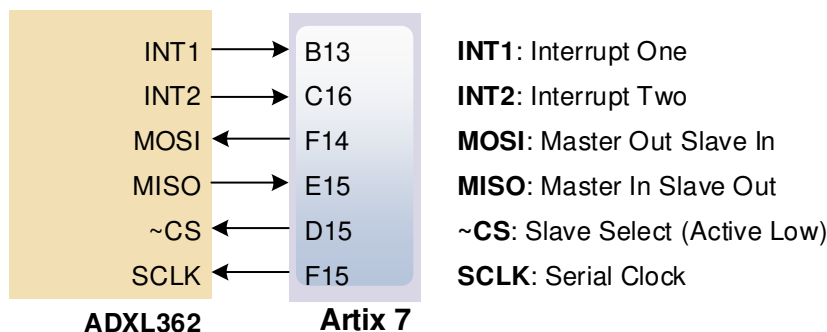 INT1 B13 INT1: Interrupt One
INT2 C16 INT2: Interrupt Two
MOSI F14 MOSI: Master Out Slave In
MISO E15 MISO: Master In Slave Out
~CS D15 ~CS: Slave Select (Active Low)
SCLK F15 SCLK: Serial Clock
ADXL362 Artix 7